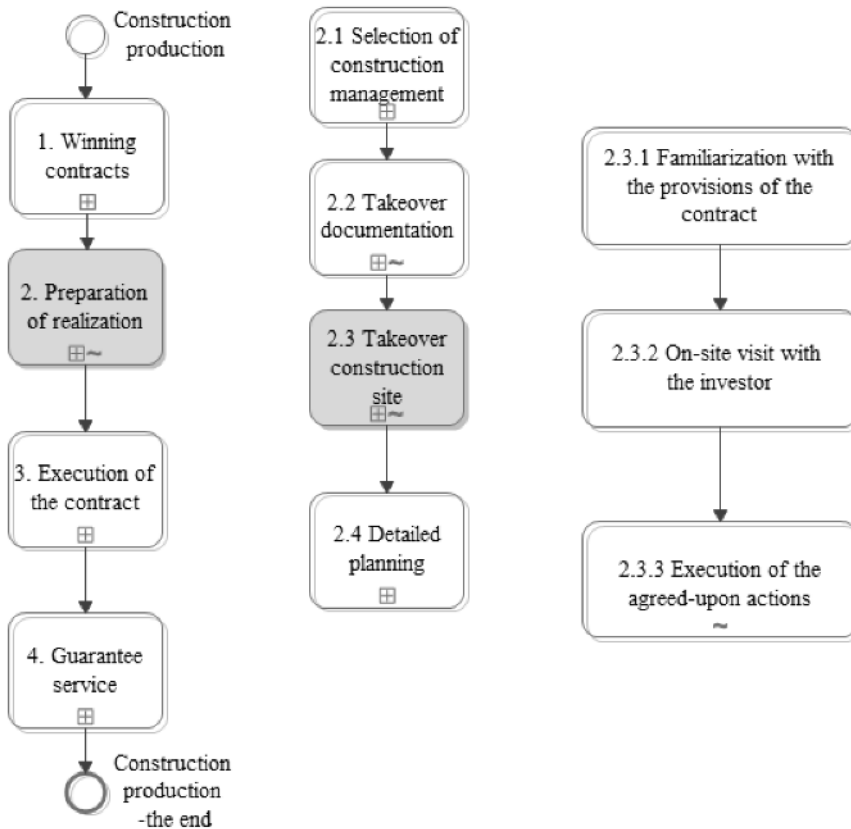 Construction
production
1. Winning
contracts
2. Preparation
of realization
3. Execution of
the contract
4. Guarantee
service
Construction
production
-the end
2.1 Selection of
construction
management
2.2 Takeover
documentation
2.3 Takeover
construction
site
2.4 Detailed
planning
2.3.1 Familiarization with
the provisions of the
contract
2.3.2 On-site visit with
the investor
2.3.3 Execution of the
agreed-upon actions